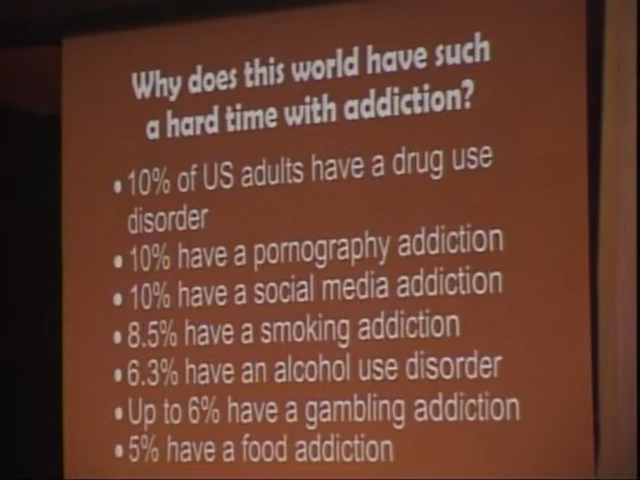 Why does this world have such
a hard time with addiction?
• 10% of US adults have a drug use
disorder
• 10% have a pornography addiction
• 10% have a social media addiction
• 8.5% have a smoking addiction
• 6.3% have an alcohol use disorder
• Up to 6% have a gambling addiction
• 5% have a food addiction